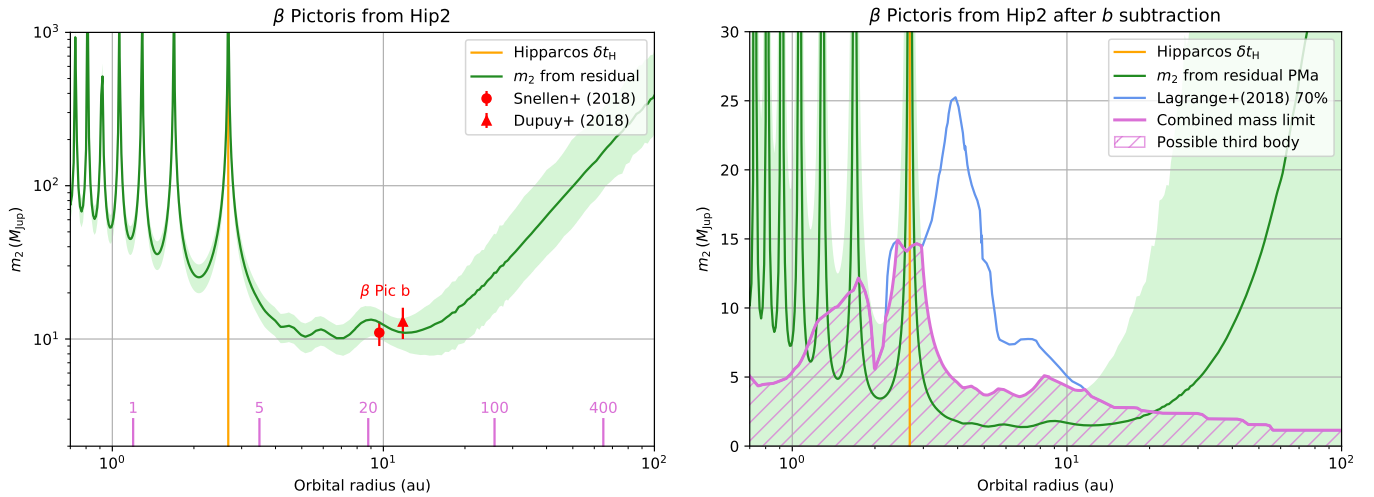 β Pictoris from Hip2
10³
10²
10¹
m₂ (M_Jup)
Hipparcos δt_H
m₂ from residual
Snellen+ (2018)
Dupuy+ (2018)
β Pic b
1
5
20
100
400
10⁰
10¹
10²
Orbital radius (au)
β Pictoris from Hip2 after b subtraction
30
25
20
15
10
5
0
m₂ (M_Jup)
Hipparcos δt_H
m₂ from residual PMa
Lagrange+(2018) 70%
Combined mass limit
Possible third body
10⁰
10¹
10²
Orbital radius (au)